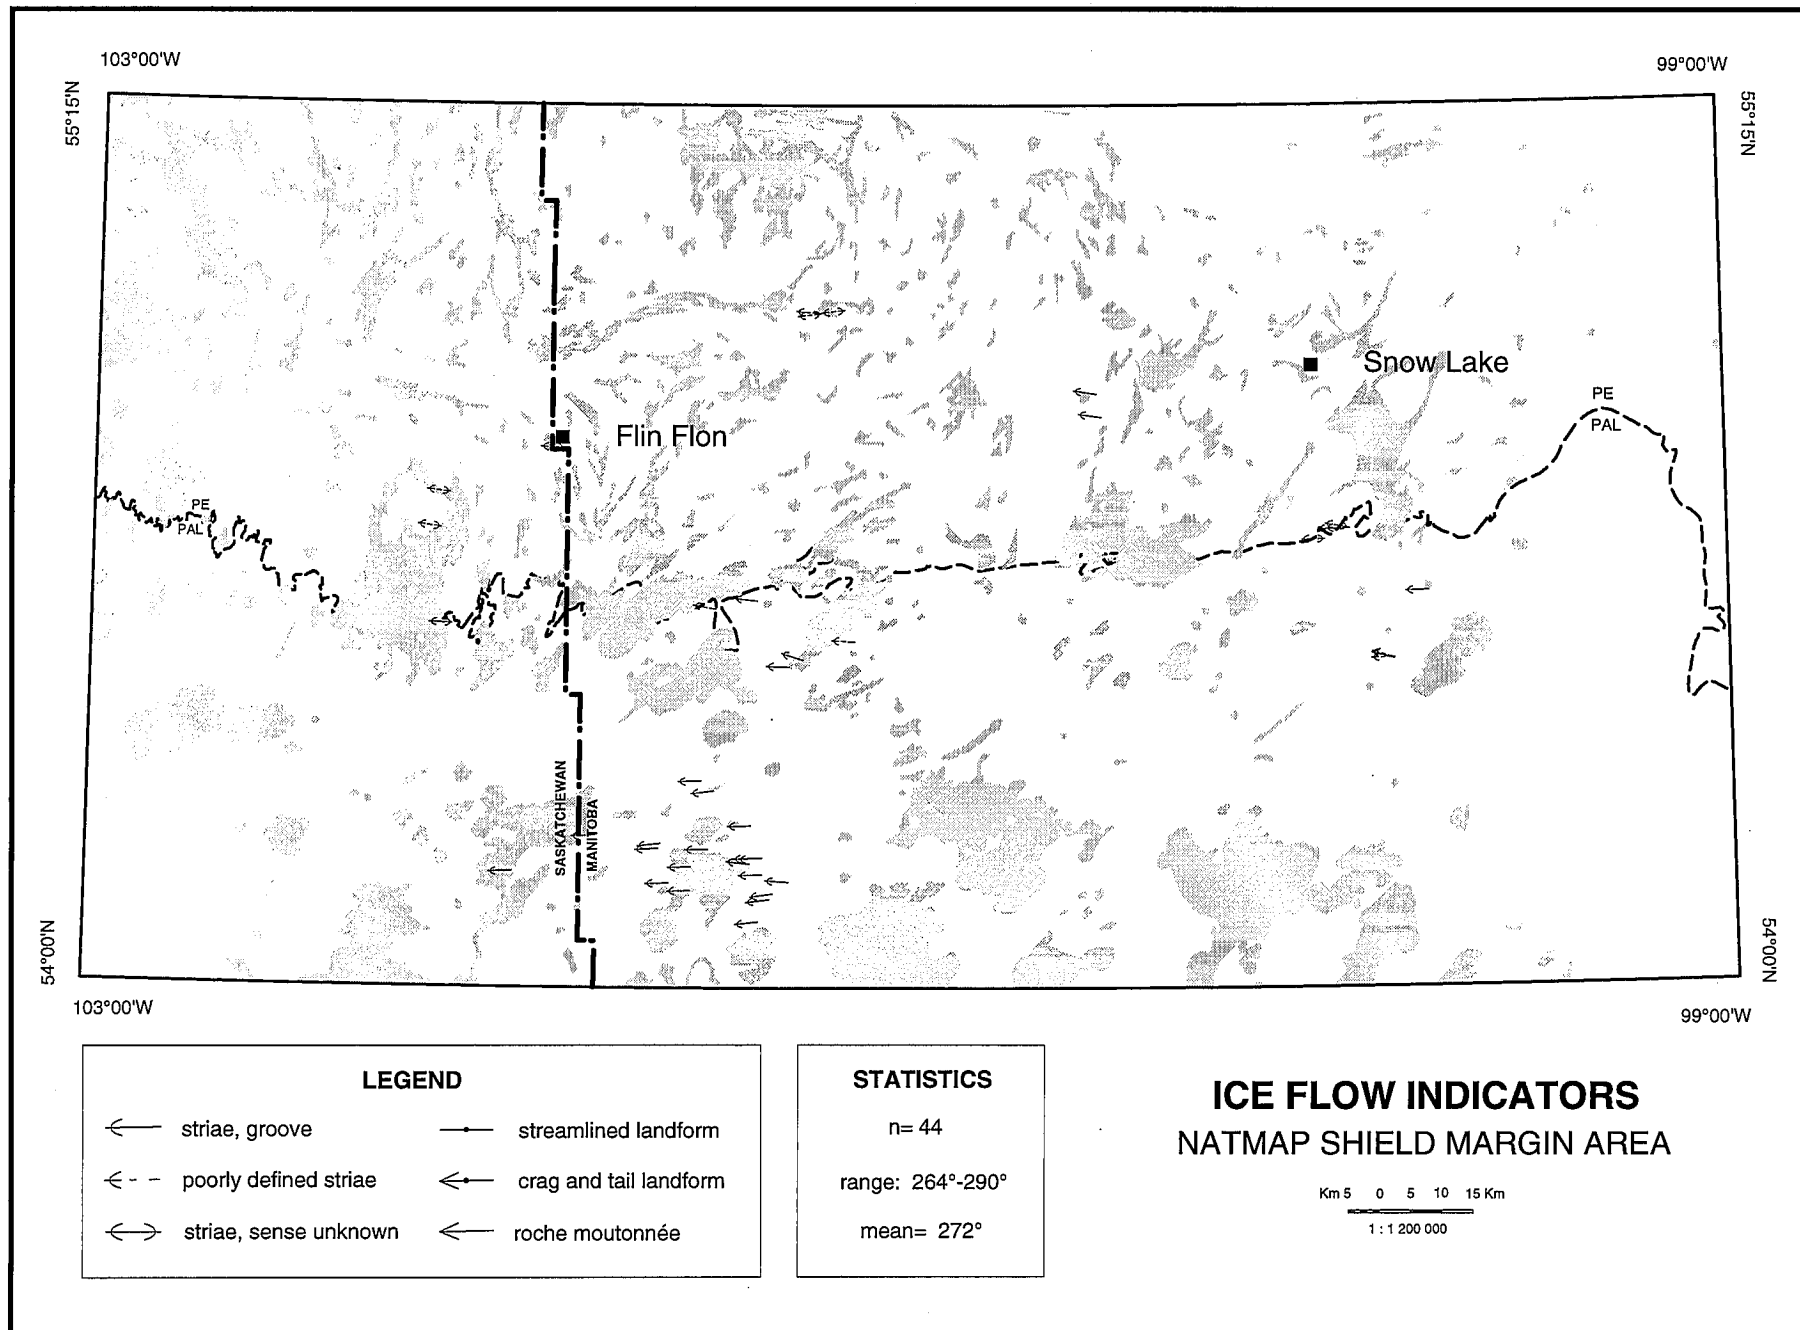 103°00'W
99°00'W
55°15'N
55°15'N
Snow Lake
PE
PAL
Flin Flon
PE
PAL
SASKATCHEWAN
MANITOBA
54°00'N
54°00'N
103°00'W
99°00'W
LEGEND
striae, groove
streamlined landform
poorly defined striae
crag and tail landform
striae, sense unknown
roche moutonnée
STATISTICS
n= 44
range: 264°-290°
mean= 272°
ICE FLOW INDICATORS
NATMAP SHIELD MARGIN AREA
Km 5 0 5 10 15 Km
1 : 1 200 000